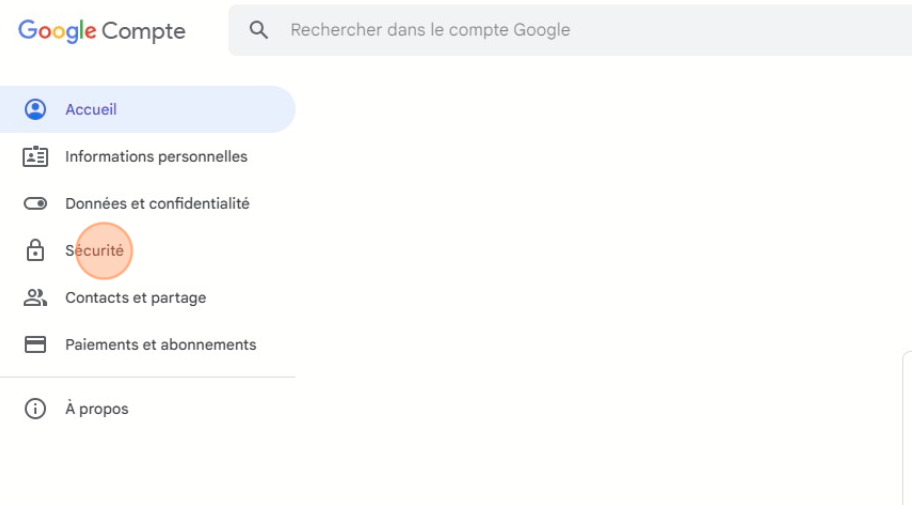 Google Compte
Rechercher dans le compte Google
Accueil
Informations personnelles
Données et confidentialité
Sécurité
Contacts et partage
Paiements et abonnements
À propos